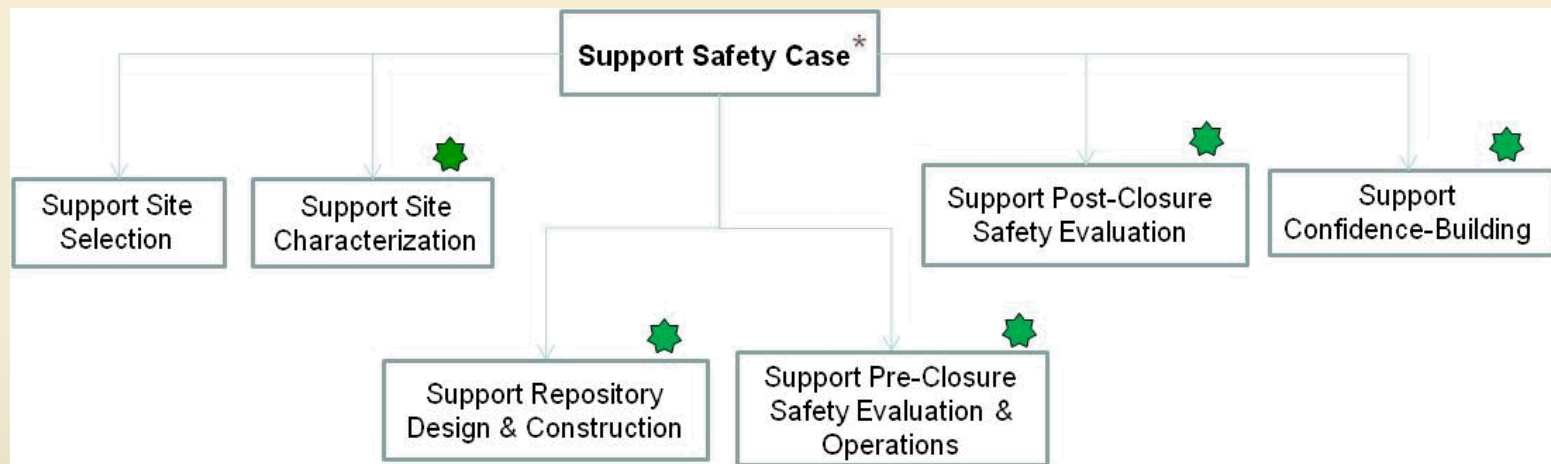 Support Safety Case*
Support Site
Selection
Support Site
Characterization
Support Post-Closure
Safety Evaluation
Support
Confidence-Building
Support Repository
Design & Construction
Support Pre-Closure
Safety Evaluation &
Operations